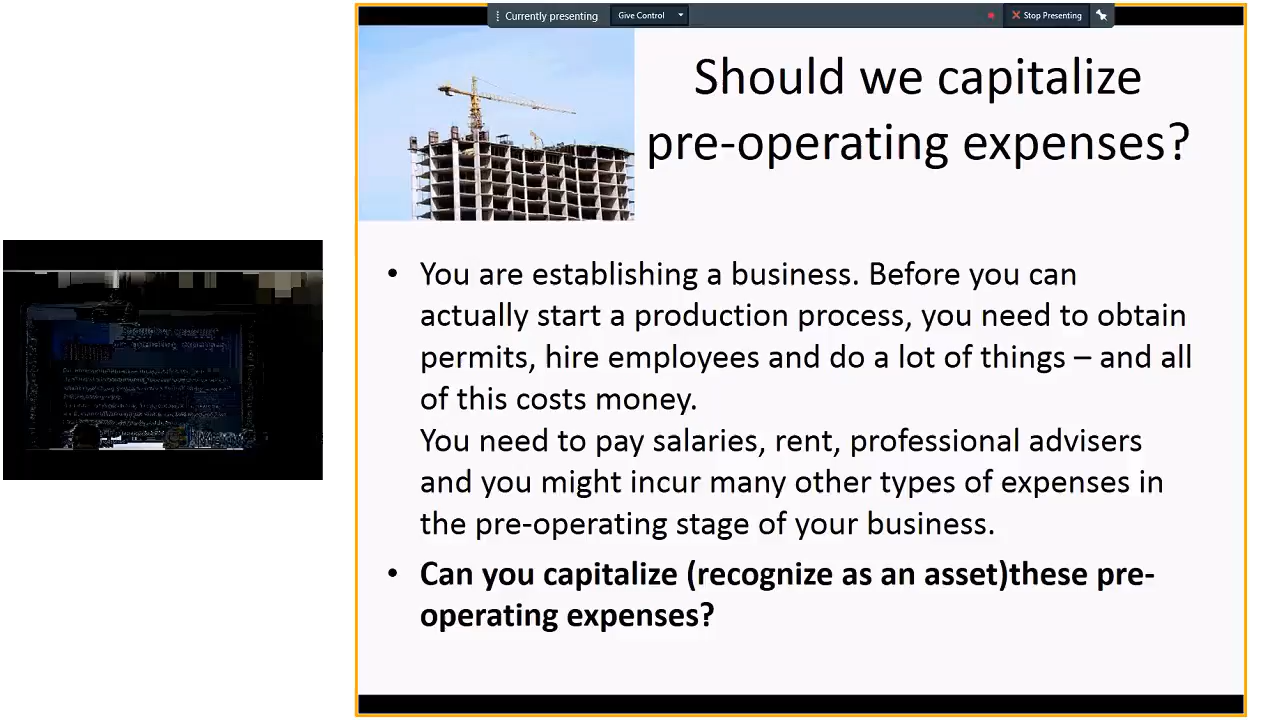 Currently presenting
Give Control
Stop Presenting
Should we capitalize
pre-operating expenses?
• You are establishing a business. Before you can
actually start a production process, you need to obtain
permits, hire employees and do a lot of things – and all
of this costs money.
You need to pay salaries, rent, professional advisers
and you might incur many other types of expenses in
the pre-operating stage of your business.
• Can you capitalize (recognize as an asset)these pre-
operating expenses?